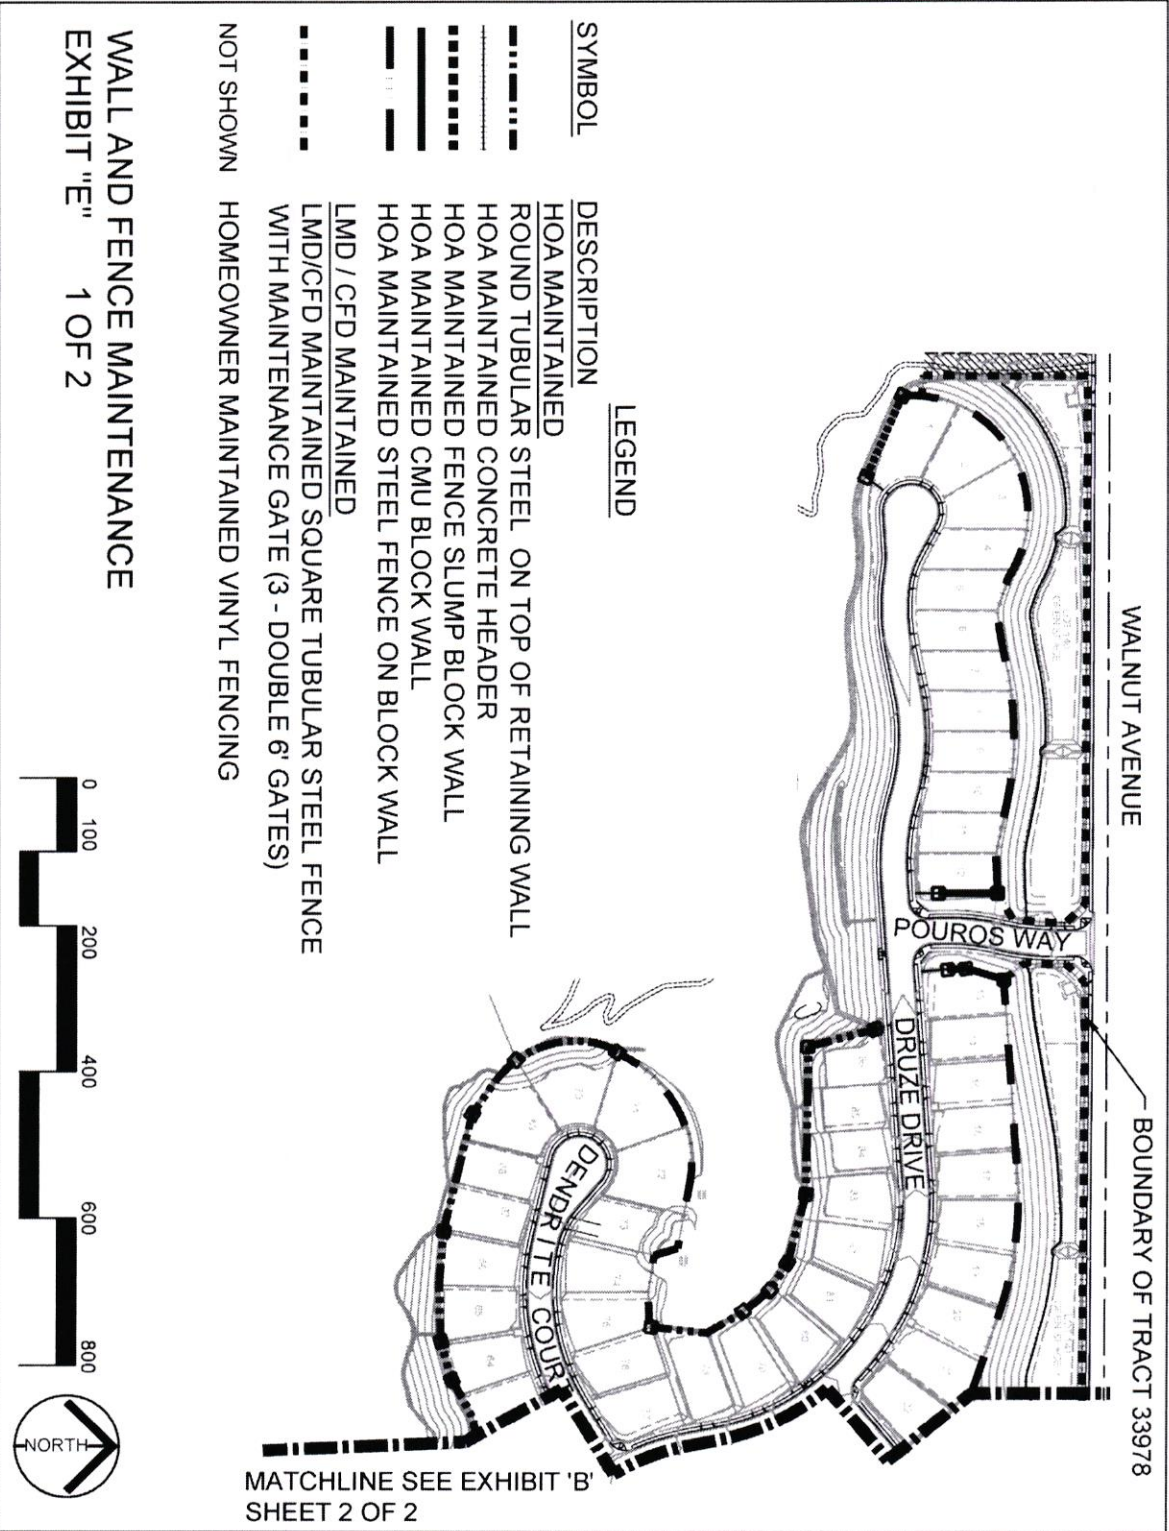 WALNUT AVENUE
BOUNDARY OF TRACT 33978
POUROS WAY
DRUZE DRIVE
DENDRITE COUR
MATCHLINE SEE EXHIBIT 'B'
SHEET 2 OF 2
LEGEND
SYMBOL DESCRIPTION
HOA MAINTAINED
ROUND TUBULAR STEEL ON TOP OF RETAINING WALL
HOA MAINTAINED CONCRETE HEADER
HOA MAINTAINED FENCE SLUMP BLOCK WALL
HOA MAINTAINED CMU BLOCK WALL
HOA MAINTAINED STEEL FENCE ON BLOCK WALL
LMD / CFD MAINTAINED
LMD/CFD MAINTAINED SQUARE TUBULAR STEEL FENCE
WITH MAINTENANCE GATE (3 - DOUBLE 6' GATES)
NOT SHOWN HOMEOWNER MAINTAINED VINYL FENCING
WALL AND FENCE MAINTENANCE
EXHIBIT "E" 1 OF 2
0 100 200 400 600 800
NORTH